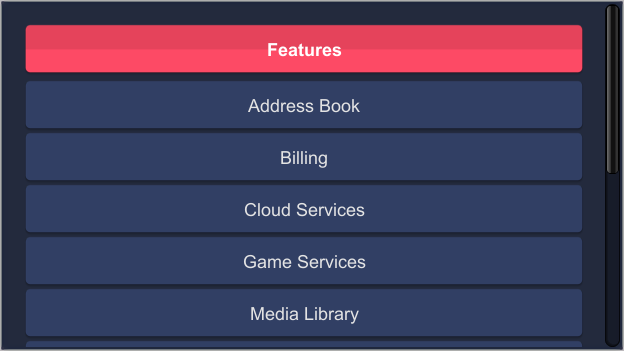 Features
Address Book
Billing
Cloud Services
Game Services
Media Library